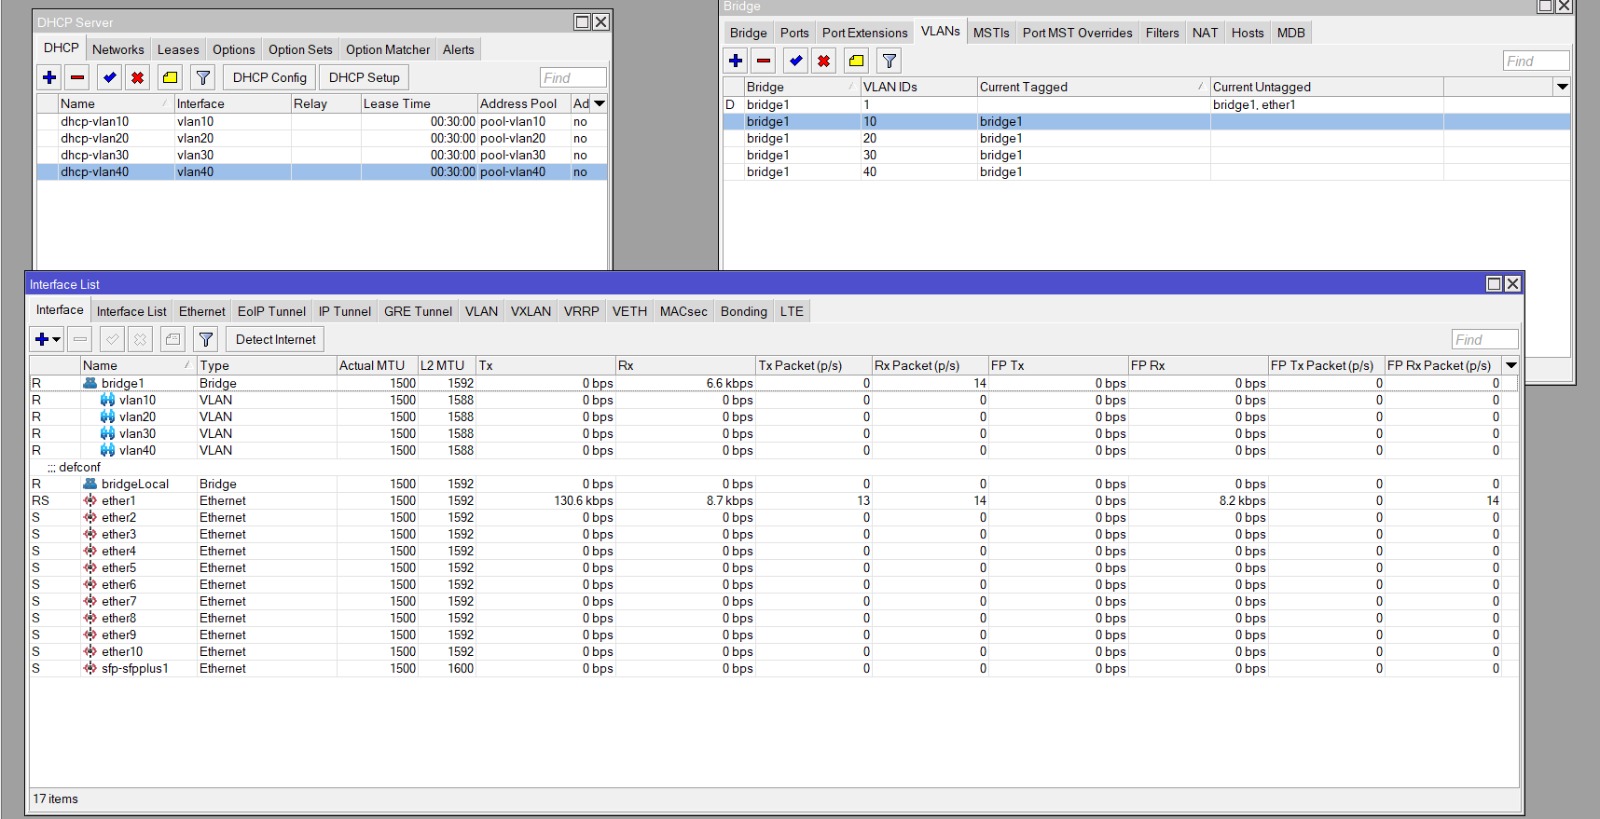 DHCP Server
DHCP Networks Leases Options Option Sets Option Matcher Alerts
DHCP Config DHCP Setup Find
Name Interface Relay Lease Time Address Pool Ad
dhcp-vlan10 vlan10 00:30:00 pool-vlan10 no
dhcp-vlan20 vlan20 00:30:00 pool-vlan20 no
dhcp-vlan30 vlan30 00:30:00 pool-vlan30 no
dhcp-vlan40 vlan40 00:30:00 pool-vlan40 no
Bridge
Bridge Ports Port Extensions VLANs MSTIs Port MST Overrides Filters NAT Hosts MDB
Find
Bridge VLAN IDs Current Tagged Current Untagged
D bridge1 1 bridge1, ether1
bridge1 10 bridge1
bridge1 20 bridge1
bridge1 30 bridge1
bridge1 40 bridge1
Interface List
Interface Interface List Ethernet EoIP Tunnel IP Tunnel GRE Tunnel VLAN VXLAN VRRP VETH MACsec Bonding LTE
Detect Internet Find
Name Type Actual MTU L2 MTU Tx Rx Tx Packet (p/s) Rx Packet (p/s) FP Tx FP Rx FP Tx Packet (p/s) FP Rx Packet (p/s)
R bridge1 Bridge 1500 1592 0 bps 6.6 kbps 0 14 0 bps 0 bps 0 0
R vlan10 VLAN 1500 1588 0 bps 0 bps 0 0 0 bps 0 bps 0 0
R vlan20 VLAN 1500 1588 0 bps 0 bps 0 0 0 bps 0 bps 0 0
R vlan30 VLAN 1500 1588 0 bps 0 bps 0 0 0 bps 0 bps 0 0
R vlan40 VLAN 1500 1588 0 bps 0 bps 0 0 0 bps 0 bps 0 0
;;; defconf
R bridgeLocal Bridge 1500 1592 0 bps 0 bps 0 0 0 bps 0 bps 0 0
RS ether1 Ethernet 1500 1592 130.6 kbps 8.7 kbps 13 14 0 bps 8.2 kbps 0 14
S ether2 Ethernet 1500 1592 0 bps 0 bps 0 0 0 bps 0 bps 0 0
S ether3 Ethernet 1500 1592 0 bps 0 bps 0 0 0 bps 0 bps 0 0
S ether4 Ethernet 1500 1592 0 bps 0 bps 0 0 0 bps 0 bps 0 0
S ether5 Ethernet 1500 1592 0 bps 0 bps 0 0 0 bps 0 bps 0 0
S ether6 Ethernet 1500 1592 0 bps 0 bps 0 0 0 bps 0 bps 0 0
S ether7 Ethernet 1500 1592 0 bps 0 bps 0 0 0 bps 0 bps 0 0
S ether8 Ethernet 1500 1592 0 bps 0 bps 0 0 0 bps 0 bps 0 0
S ether9 Ethernet 1500 1592 0 bps 0 bps 0 0 0 bps 0 bps 0 0
S ether10 Ethernet 1500 1592 0 bps 0 bps 0 0 0 bps 0 bps 0 0
S sfp-sfpplus1 Ethernet 1500 1600 0 bps 0 bps 0 0 0 bps 0 bps 0 0
17 items